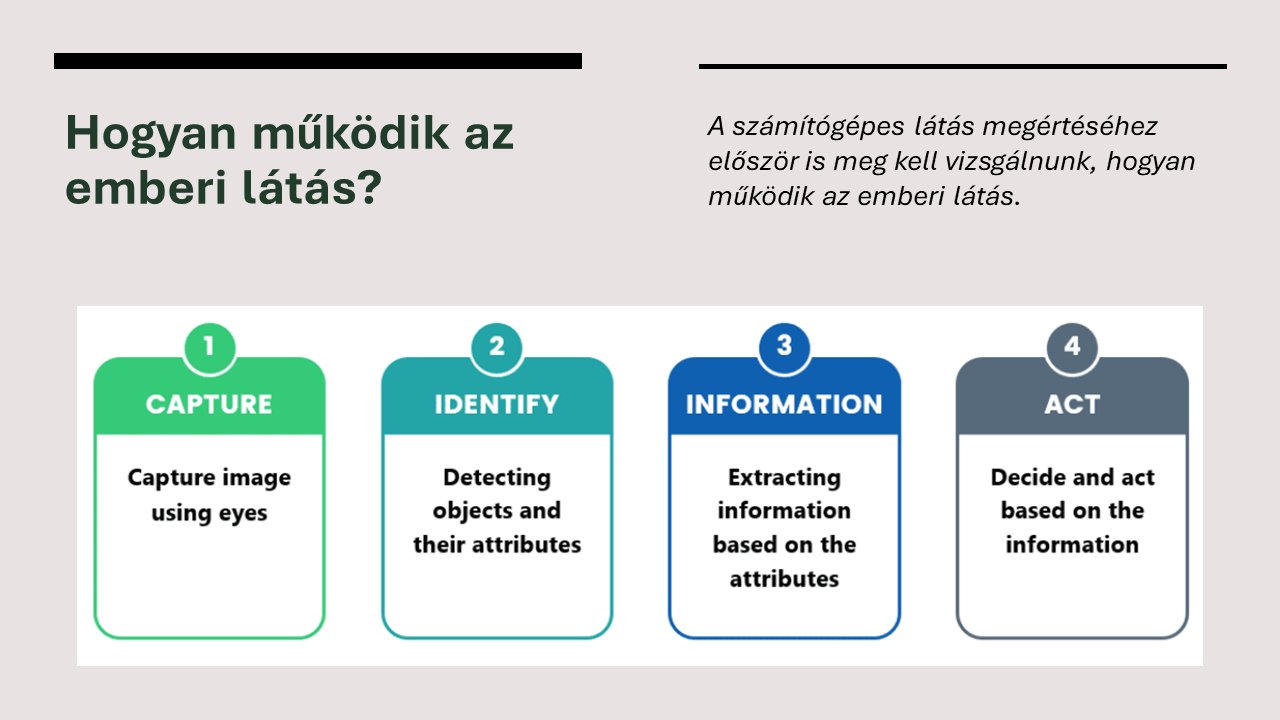 Hogyan működik az
emberi látás?
A számítógépes látás megértéséhez
először is meg kell vizsgálnunk, hogyan
működik az emberi látás.
1
CAPTURE
Capture image
using eyes
2
IDENTIFY
Detecting
objects and
their attributes
3
INFORMATION
Extracting
information
based on the
attributes
4
ACT
Decide and act
based on the
information